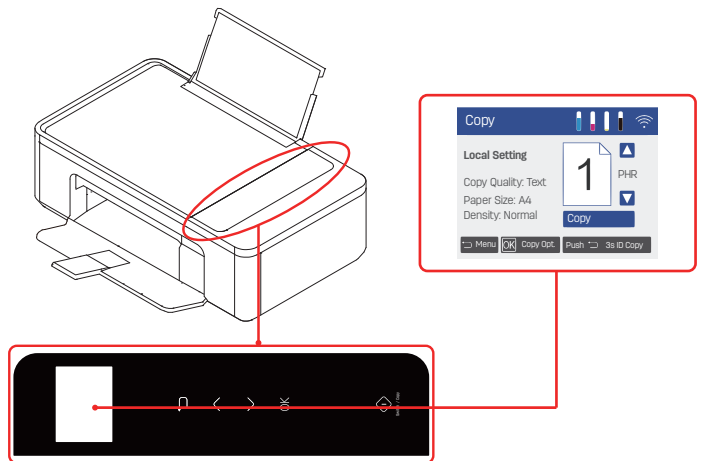 Copy
Local Setting
1
PHR
Copy Quality: Text
Paper Size: A4
Density: Normal
Copy
Menu OK Copy Opt. Push 3s ID Copy
OK